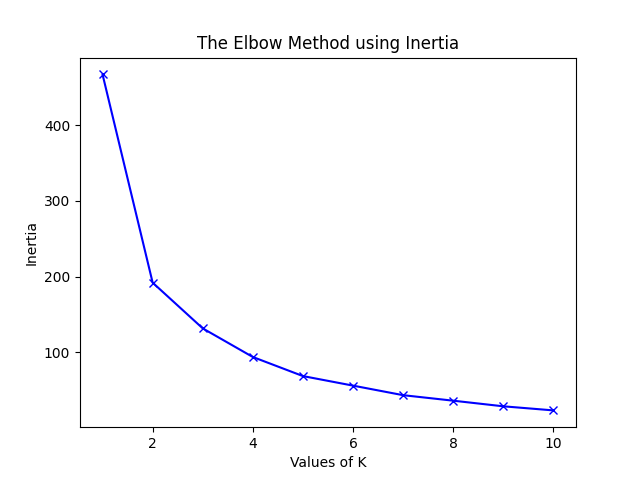 The Elbow Method using Inertia
400
300
200
100
Inertia
2 4 6 8 10
Values of K